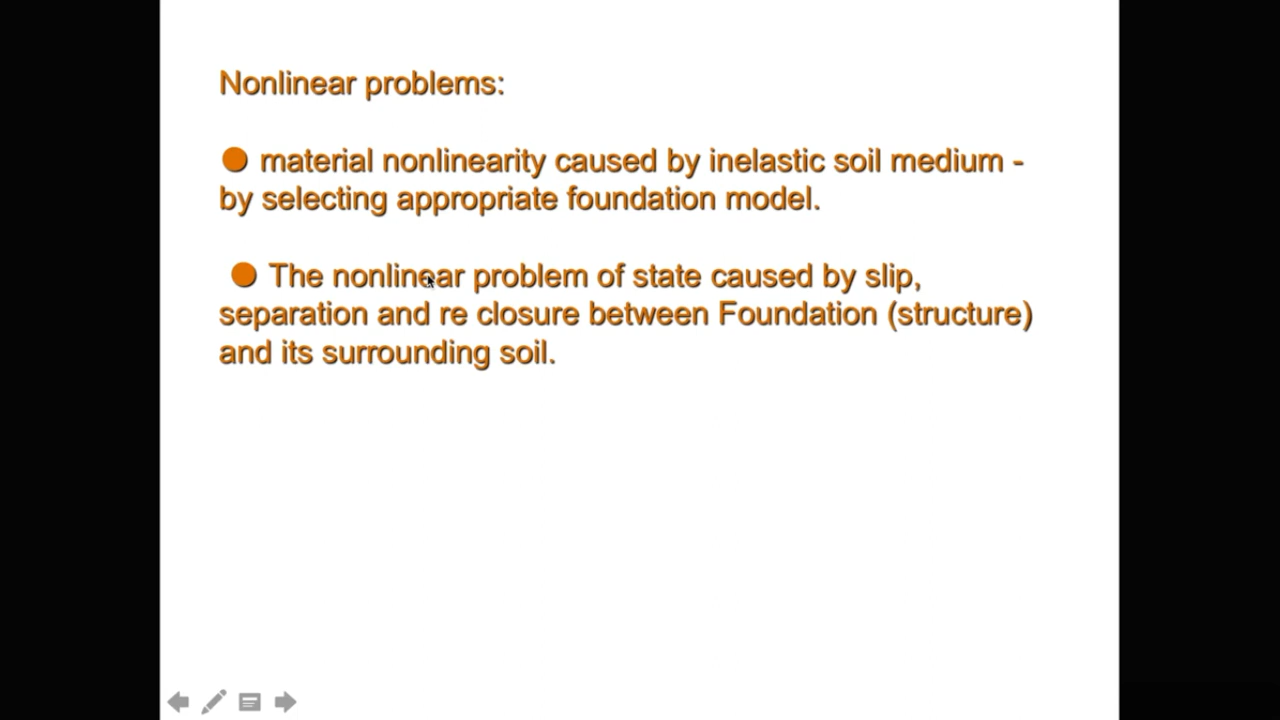 Nonlinear problems:
● material nonlinearity caused by inelastic soil medium -
by selecting appropriate foundation model.
● The nonlinear problem of state caused by slip,
separation and re closure between Foundation (structure)
and its surrounding soil.